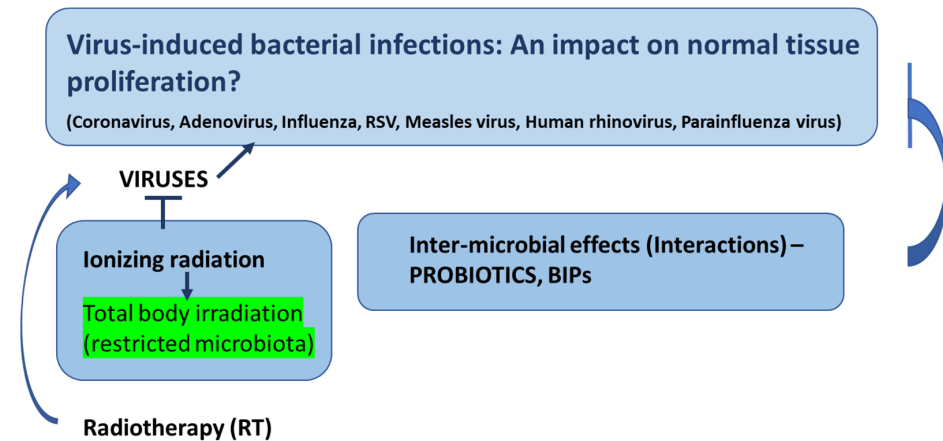 Virus-induced bacterial infections: An impact on normal tissue
proliferation?
(Coronavirus, Adenovirus, Influenza, RSV, Measles virus, Human rhinovirus, Parainfluenza virus)
VIRUSES
Ionizing radiation
Total body irradiation
(restricted microbiota)
Inter-microbial effects (Interactions) –
PROBIOTICS, BIPs
Radiotherapy (RT)